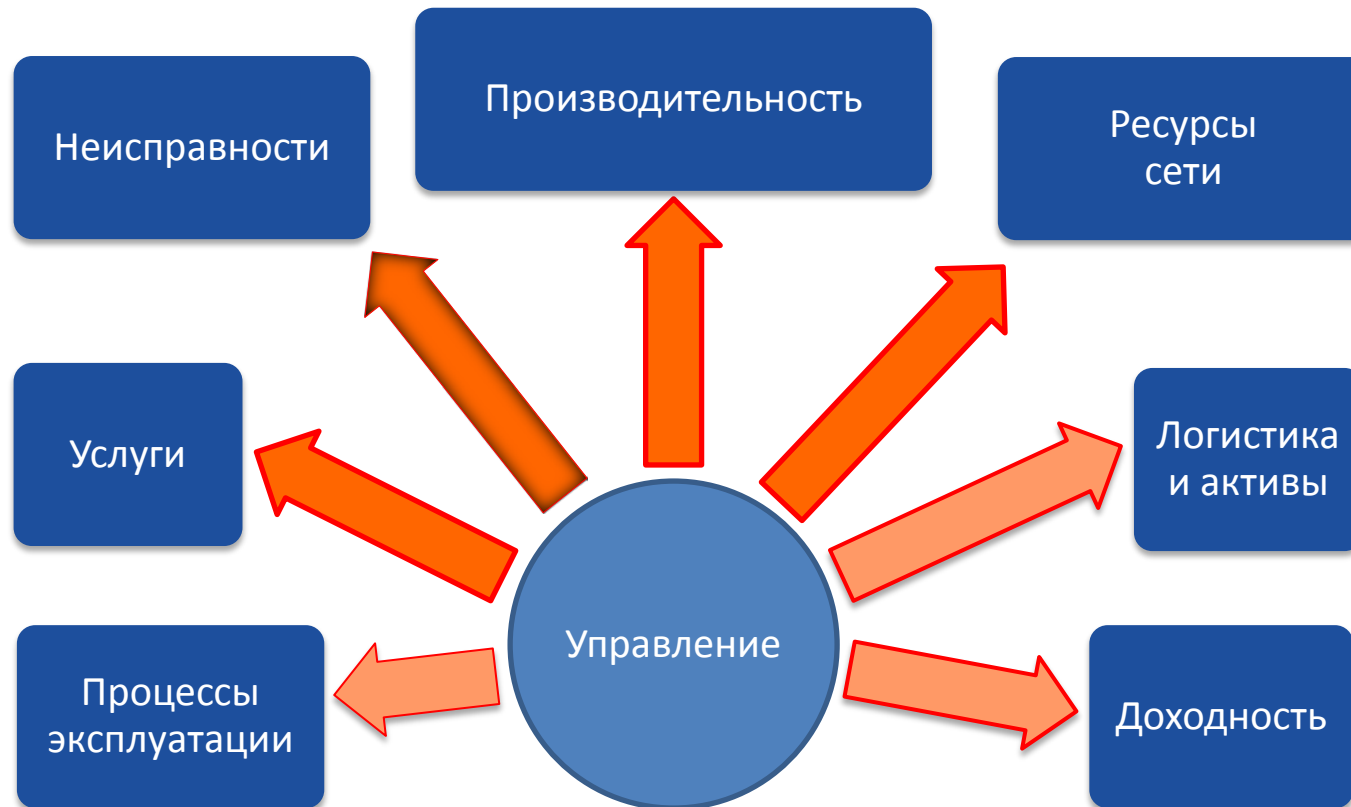 Производительность
Неисправности
Ресурсы
сети
Услуги
Логистика
и активы
Управление
Процессы
эксплуатации
Доходность